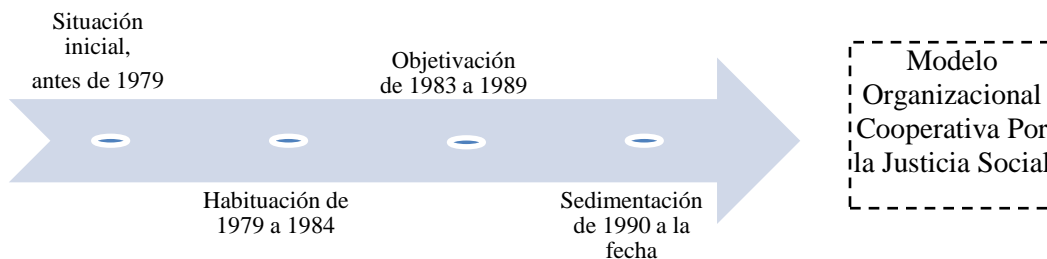 Situación
inicial,
antes de 1979
Habituación de
1979 a 1984
Objetivación
de 1983 a 1989
Sedimentación
de 1990 a la
fecha
Modelo
Organizacional
Cooperativa Por
la Justicia Social